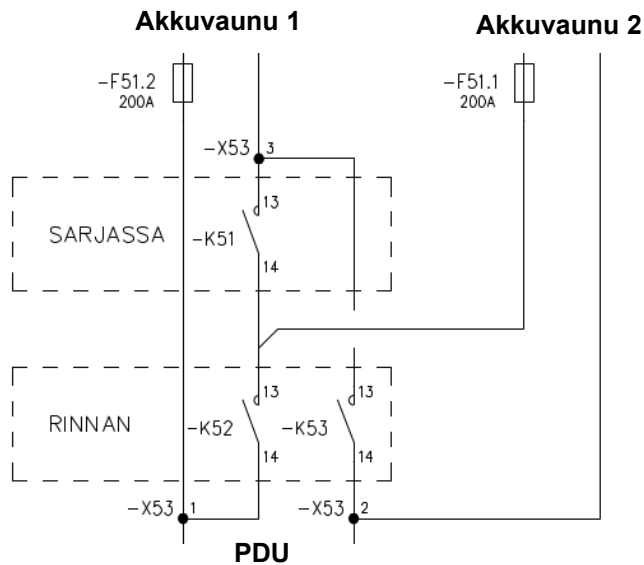 Akkuvaunu 1
Akkuvaunu 2
-F51.2
200A
-F51.1
200A
-X53 3
13
SARJASSA
-K51
14
13
13
RINNAN
-K52
-K53
14
14
-X53 1
-X53 2
PDU